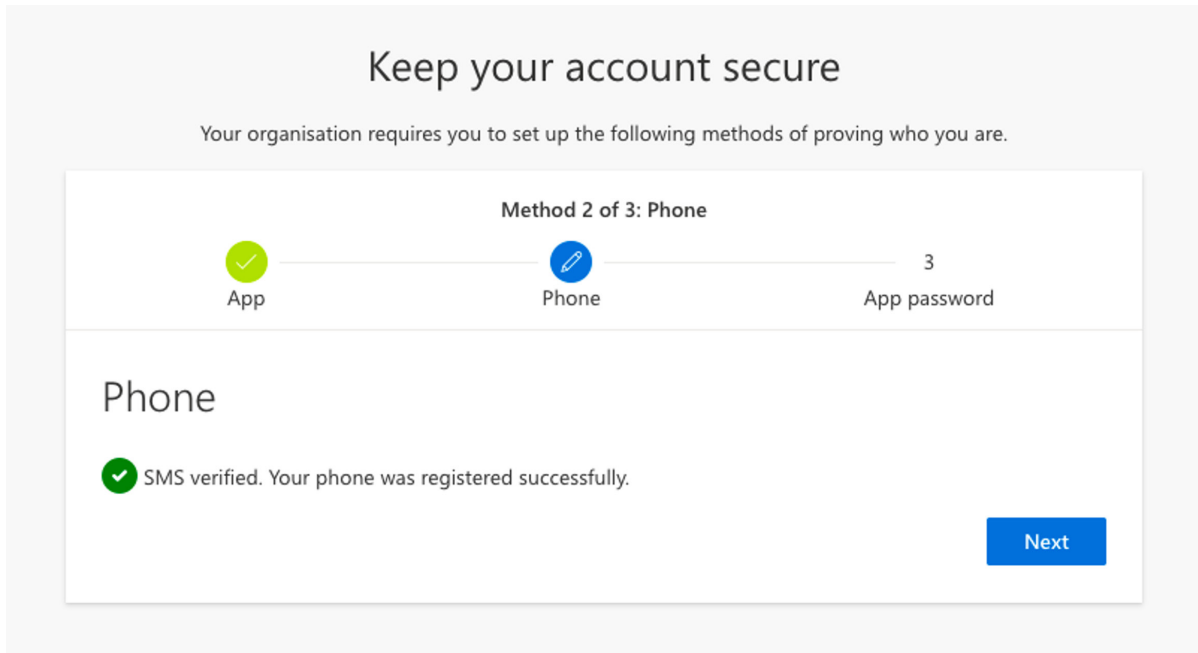 Keep your account secure
Your organisation requires you to set up the following methods of proving who you are.
Method 2 of 3: Phone
3
App
Phone
App password
Phone
SMS verified. Your phone was registered successfully.
Next